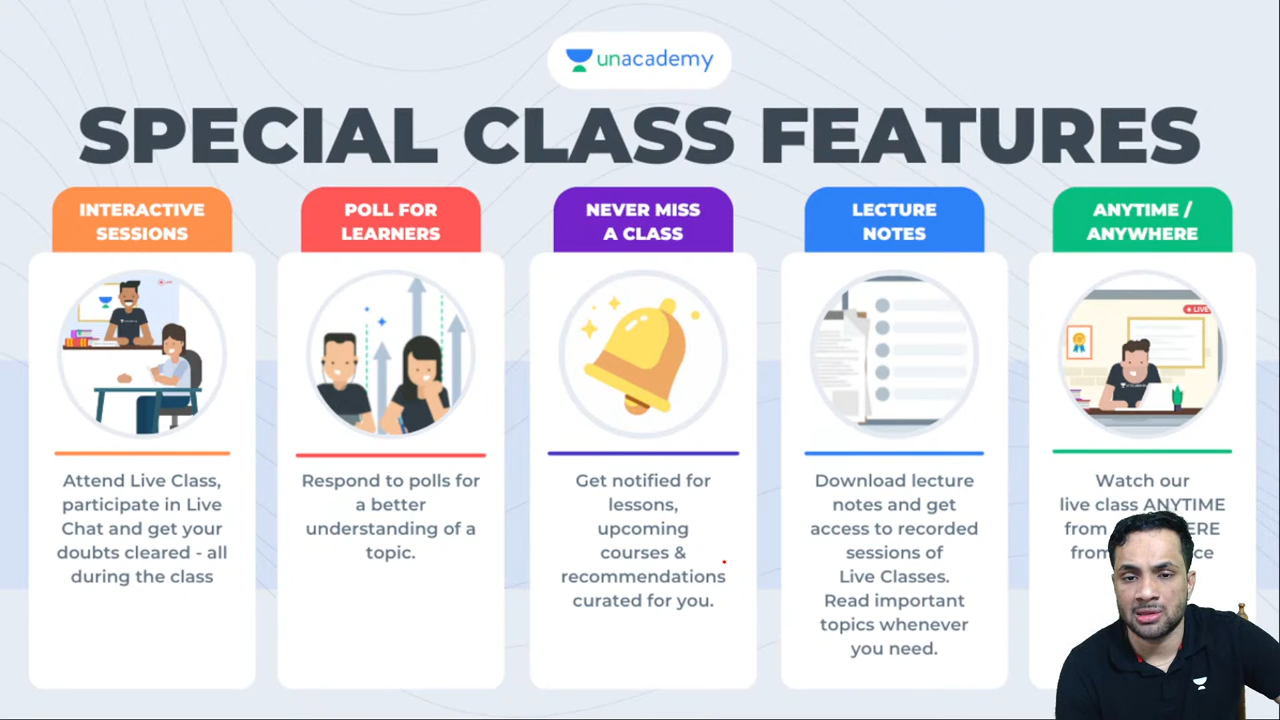 unacademy
SPECIAL CLASS FEATURES
INTERACTIVE
SESSIONS
Attend Live Class,
participate in Live
Chat and get your
doubts cleared - all
during the class
POLL FOR
LEARNERS
Respond to polls for
a better
understanding of a
topic.
NEVER MISS
A CLASS
Get notified for
lessons,
upcoming
courses &
recommendations
curated for you.
LECTURE
NOTES
Download lecture
notes and get
access to recorded
sessions of
Live Classes.
Read important
topics whenever
you need.
ANYTIME /
ANYWHERE
LIVE
Watch our
live class ANYTIME
from
from